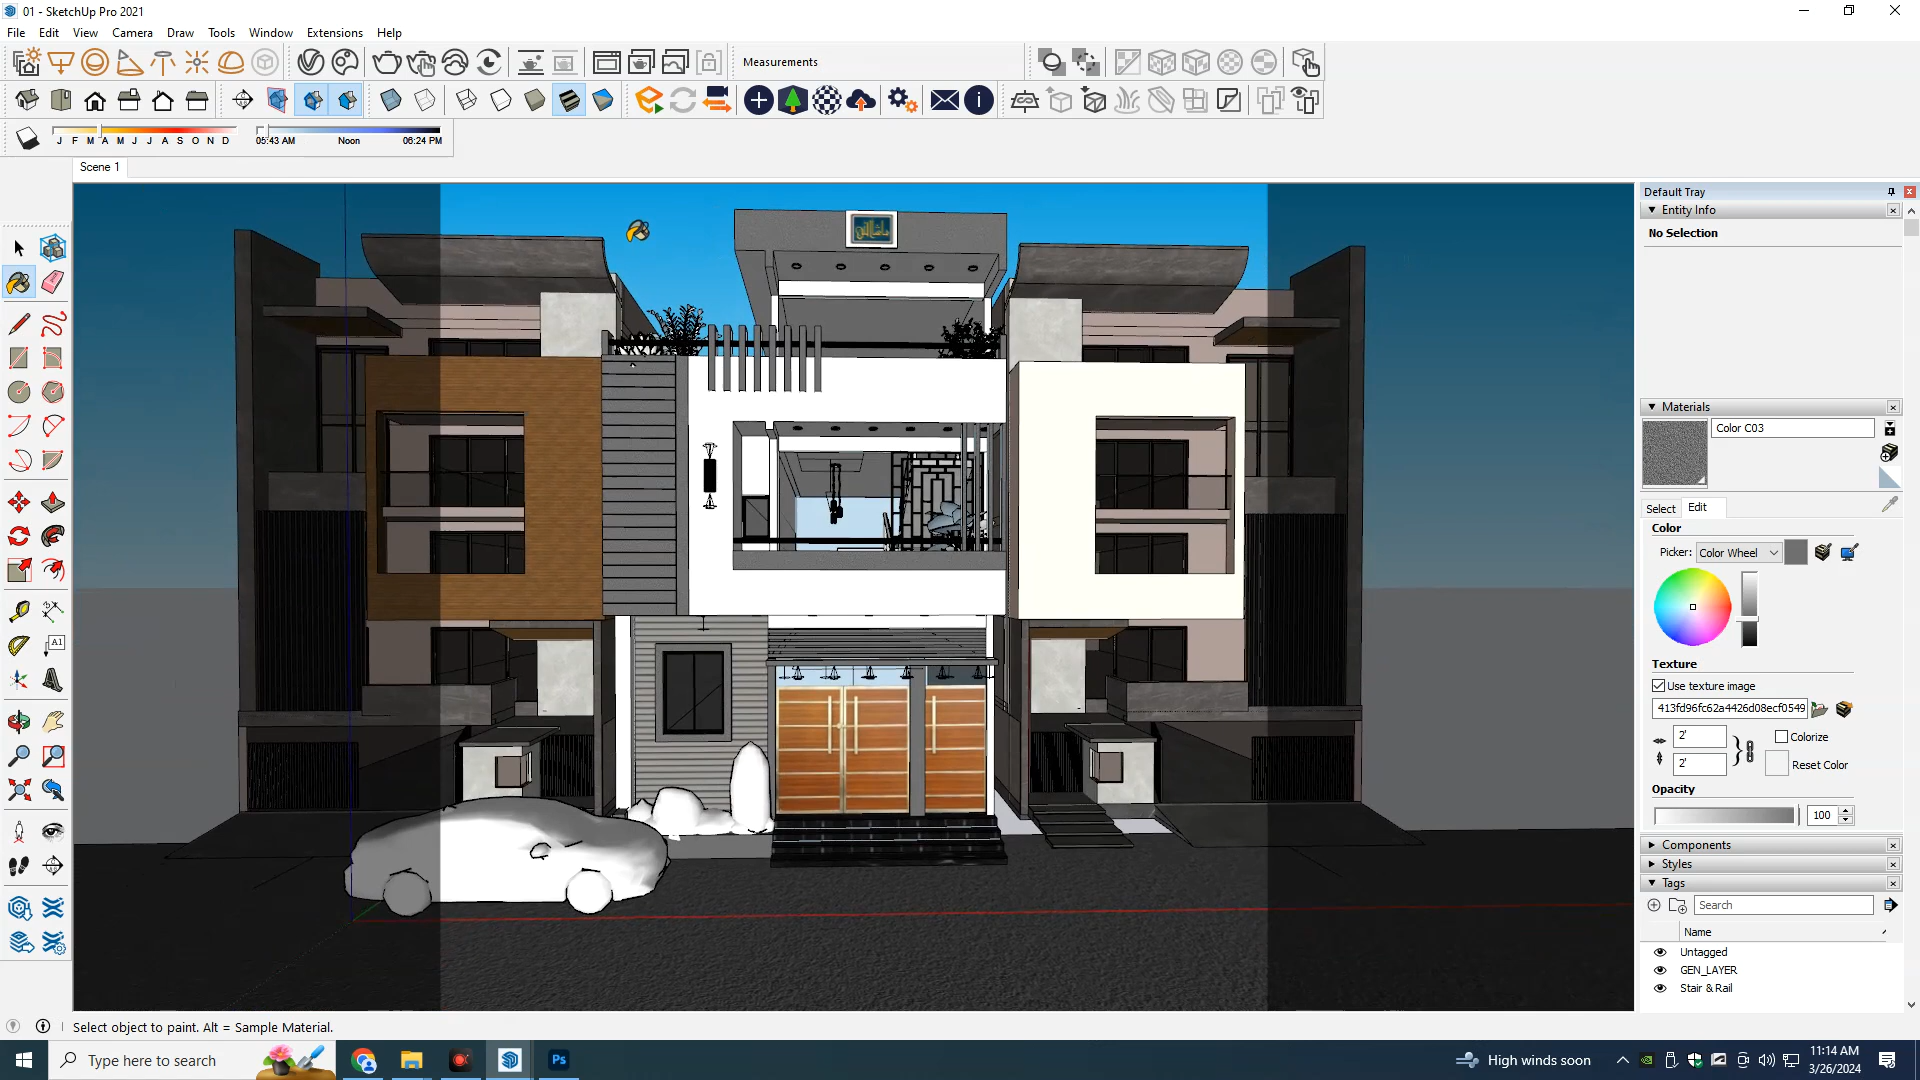 01 - SketchUp Pro 2021
File Edit View Camera Draw Tools Window Extensions Help
Measurements
J F M A M J J A S O N D
05:43 AM Noon 06:24 PM
Scene 1
Default Tray
Entity Info
No Selection
Materials
Color C03
Select Edit
Color
Picker: Color Wheel
Texture
Use texture image
413fd96fc62a4426d08ecf0549
2' Colorize
2' Reset Color
Opacity
100
Components
Styles
Tags
Search
Name
Untagged
GEN_LAYER
Stair & Rail
A1
Select object to paint. Alt = Sample Material.
Type here to search
Ps
High winds soon
11:14 AM
3/26/2024